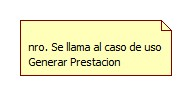 nro. Se llama al caso de uso
Generar Prestacion